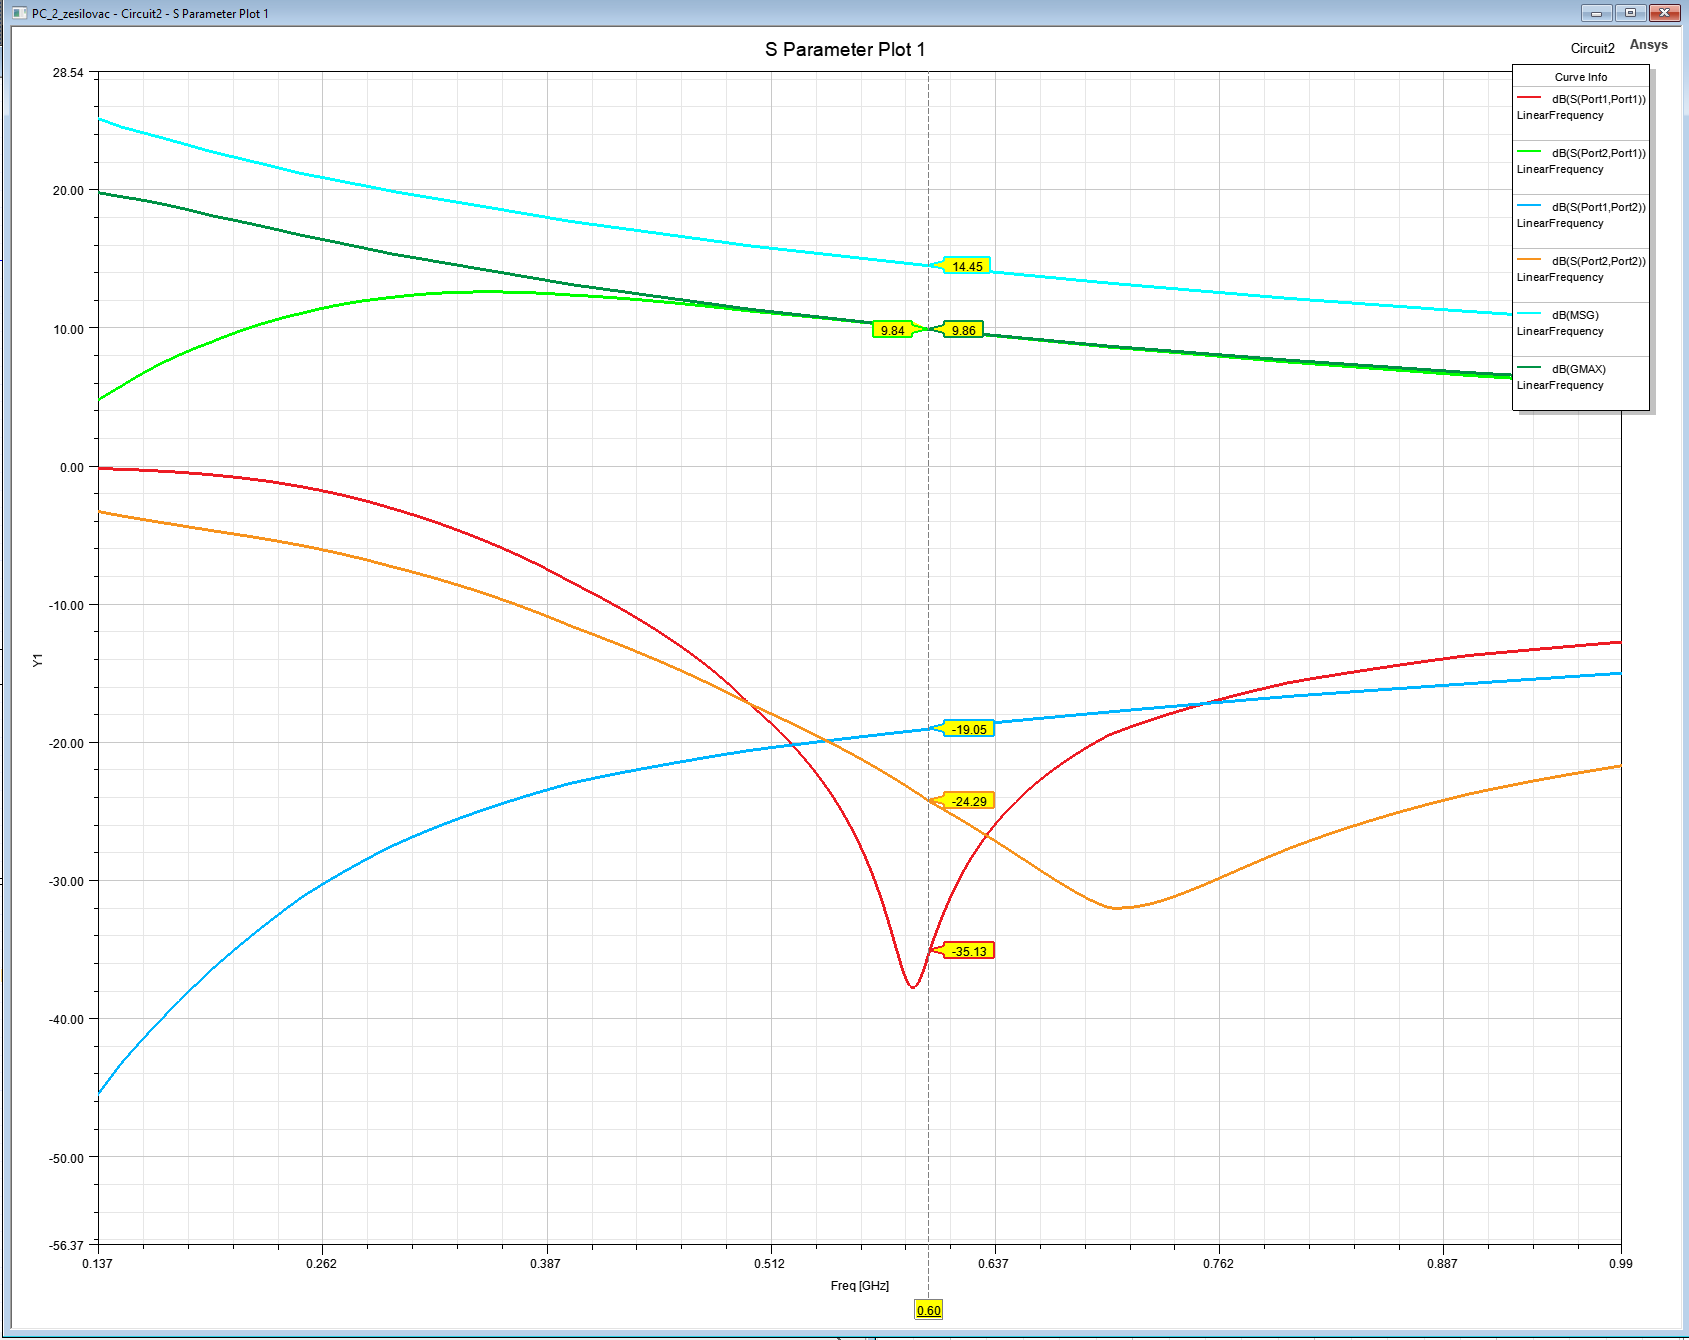 PC_2_zesilovac - Circuit2 - S Parameter Plot 1
S Parameter Plot 1
Circuit2
Ansys
Curve Info
dB(S(Port1,Port1))
LinearFrequency
dB(S(Port2,Port1))
LinearFrequency
dB(S(Port1,Port2))
LinearFrequency
dB(S(Port2,Port2))
LinearFrequency
dB(MSG)
LinearFrequency
dB(GMAX)
LinearFrequency
28.54
20.00
10.00
0.00
-10.00
-20.00
-30.00
-40.00
-50.00
-56.37
Y1
14.45
9.84
9.86
-19.05
-24.29
-35.13
0.137
0.262
0.387
0.512
0.637
0.762
0.887
0.99
Freq [GHz]
0.60